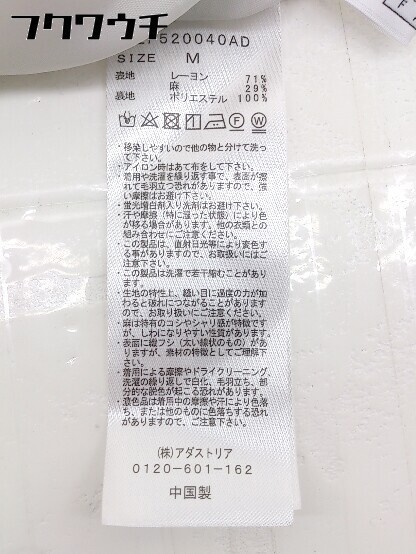 フクワウチ
520040AD
SIZE M
表地 レーヨン 71%
麻 29%
裏地 ポリエステル 100%
・移染しやすいので他の物と分けて洗っ
て下さい。
・アイロン時はあて布をして下さい。
・着用や洗濯を繰り返す事で、表面が擦
れて毛羽立つ恐れがありますので、強
い摩擦はお避け下さい。
・蛍光増白剤入り洗剤はお避け下さい。
・汗や摩擦（特に湿った状態）により色
が移る場合があります。他の衣類との
組み合わせにご注意ください。
・この製品は、直射日光等により変色す
る事がありますので、お取扱いにはご
注意下さい。
・この製品は洗濯で若干縮むことがあり
ます。
・生地の特性上、縫い目に過度の力が加
わると破れにつながることがあります
ので、お取り扱いにご注意ください。
・麻は特有のコシやシャリ感が特徴です
が、しわになりやすい性質があります。
・表面に繊フシ（太い線状のもの）があ
りますが、素材の特徴としてご理解下
さい。
・着用による摩擦やドライクリーニング、
洗濯の繰り返しで白化、毛羽立ち、部
分的な脱色が起こる恐れがあります。
・濃色品は着用中の摩擦や汗により色落
ち、または他のものに色落ちする恐れ
がありますのでご注意下さい。
(株)アダストリア
0120-601-162
中国製
F